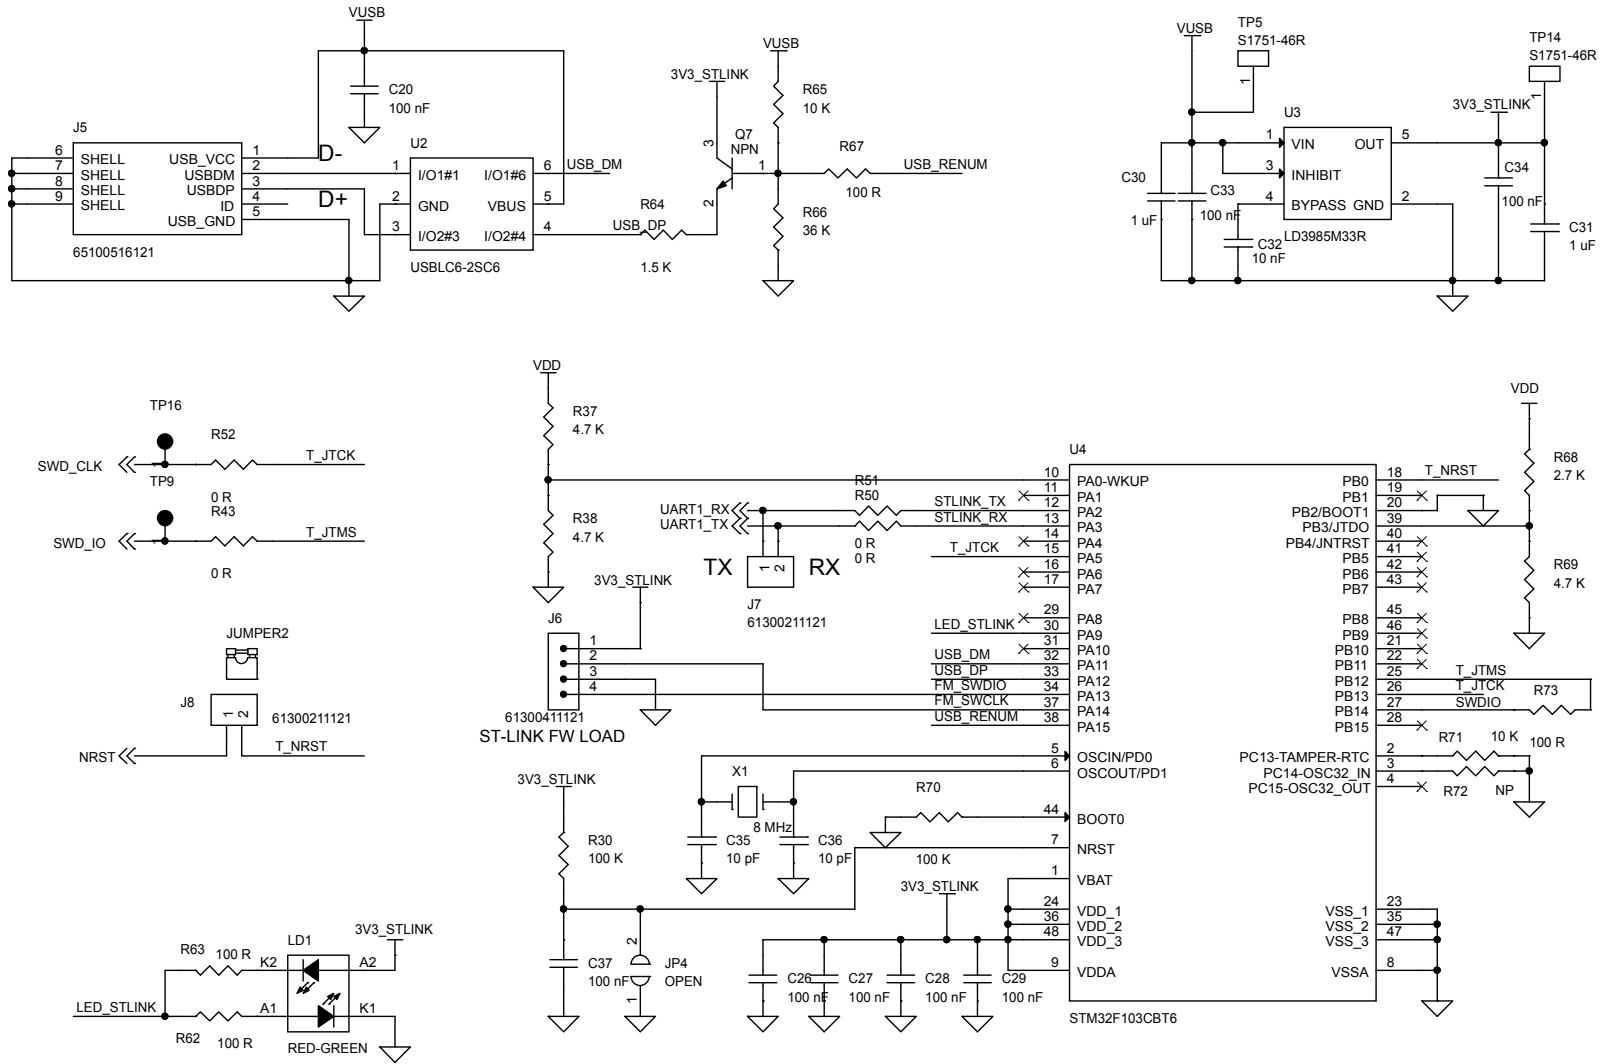 VUSB
C20
100 nF
J5
65100516121
6 SHELL
7 SHELL
8 SHELL
9 SHELL
USB_VCC 1
USBDM 2
USBDP 3
ID 4
USB_GND 5
D-
D+
U2
1 I/O1#1
2 GND
3 I/O2#3
I/O1#6 6
VBUS 5
I/O2#4 4
USBLC6-2SC6
USB_DM
USB_DP
R64
1.5 K
3V3_STLINK
Q7
NPN
3
1
2
VUSB
R65
10 K
R66
36 K
R67
100 R
USB_RENUM
VUSB
TP5
S1751-46R
1
TP14
S1751-46R
1
3V3_STLINK
U3
1 VIN
3 INHIBIT
4 BYPASS
OUT 5
GND 2
LD3985M33R
C30
1 uF
C33
100 nF
C32
10 nF
C34
100 nF
C31
1 uF
TP16
SWD_CLK
1
R52
0 R
T_JTCK
TP9
SWD_IO
1
R43
0 R
T_JTMS
JUMPER2
J8
1 2
61300211121
NRST
T_NRST
VDD
R37
4.7 K
R38
4.7 K
UART1_RX
UART1_TX
R51
R50
0 R
0 R
STLINK_TX
STLINK_RX
TX
RX
1 2
J7
61300211121
T_JTCK
3V3_STLINK
J6
1
2
3
4
61300411121
ST-LINK FW LOAD
LED_STLINK
USB_DM
USB_DP
FM_SWDIO
FM_SWCLK
USB_RENUM
U4
10 PA0-WKUP
11 PA1
12 PA2
13 PA3
14 PA4
15 PA5
16 PA6
17 PA7
29 PA8
30 PA9
31 PA10
32 PA11
33 PA12
34 PA13
37 PA14
38 PA15
5 OSCIN/PD0
6 OSCOUT/PD1
44 BOOT0
7 NRST
1 VBAT
24 VDD_1
36 VDD_2
48 VDD_3
9 VDDA
PB0 18
PB1 19
PB2/BOOT1 20
PB3/JTDO 39
PB4/JNTRST 40
PB5 41
PB6 42
PB7 43
PB8 45
PB9 46
PB10 21
PB11 22
PB12 25
PB13 26
PB14 27
PB15 28
PC13-TAMPER-RTC 2
PC14-OSC32_IN 3
PC15-OSC32_OUT 4
VSS_1 23
VSS_2 35
VSS_3 47
VSSA 8
STM32F103CBT6
T_NRST
VDD
R68
2.7 K
R69
4.7 K
T_JTMS
T_JTCK
SWDIO
R73
100 R
R71
10 K
R72
NP
X1
8 MHz
C35
10 pF
C36
10 pF
R70
100 K
3V3_STLINK
R30
100 K
C37
100 nF
2
1
JP4
OPEN
3V3_STLINK
C26
100 nF
C27
100 nF
C28
100 nF
C29
100 nF
3V3_STLINK
LD1
R63
100 R
K2
A2
LED_STLINK
R62
100 R
A1
K1
RED-GREEN